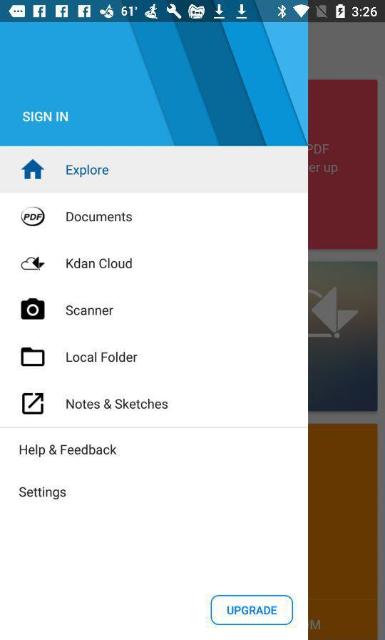 61° 3:26
SIGN IN
PDF
er up
Explore
PDF Documents
Kdan Cloud
Scanner
Local Folder
Notes & Sketches
Help & Feedback
Settings
UPGRADE
OM